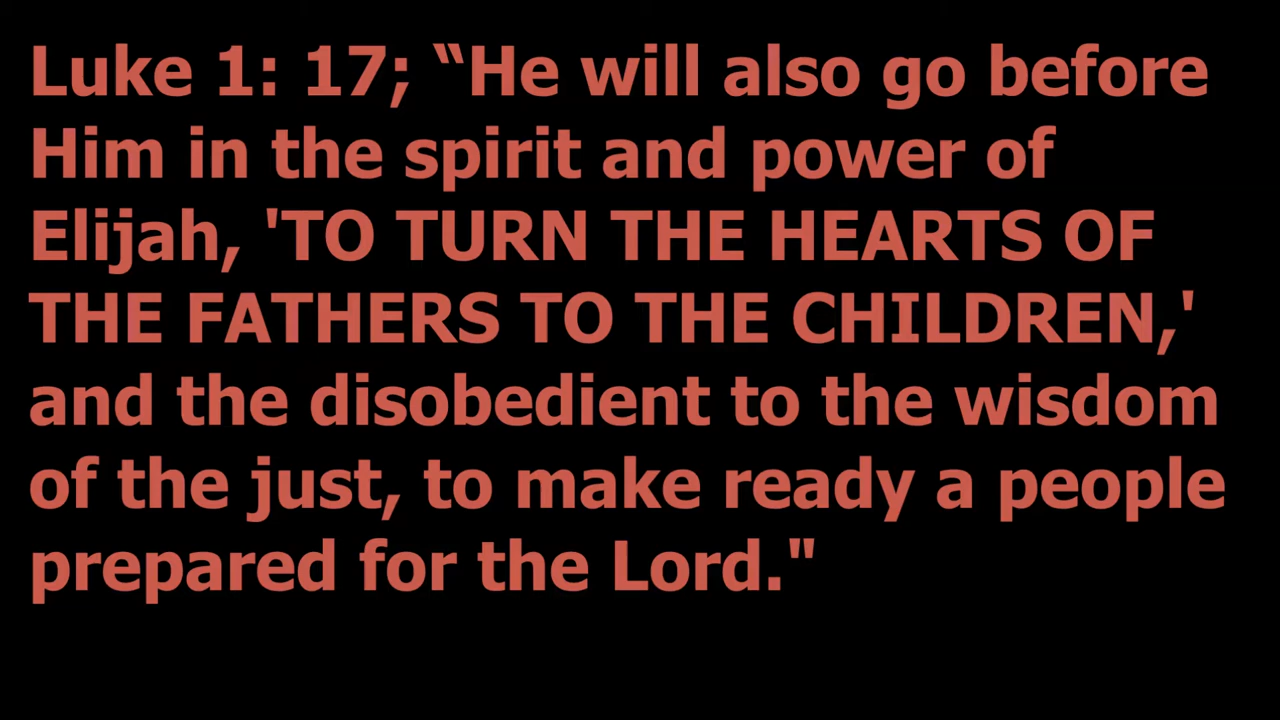 Luke 1: 17; “He will also go before
Him in the spirit and power of
Elijah, 'TO TURN THE HEARTS OF
THE FATHERS TO THE CHILDREN,'
and the disobedient to the wisdom
of the just, to make ready a people
prepared for the Lord."